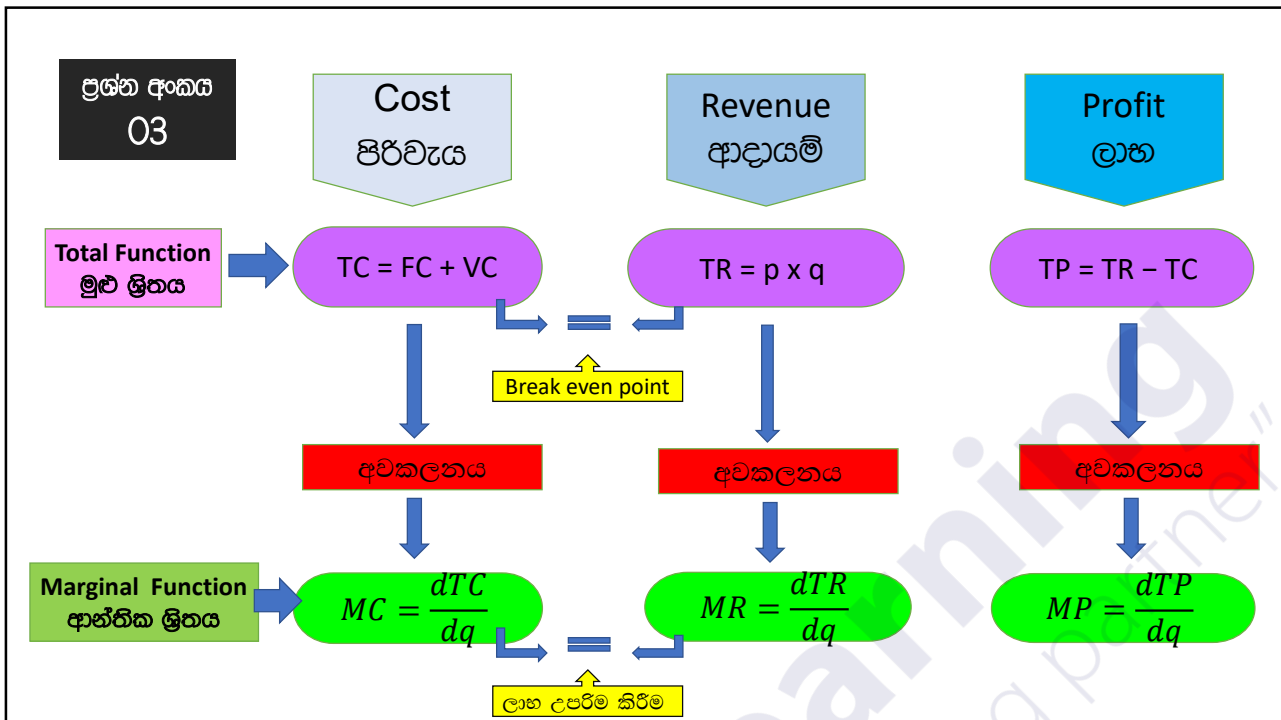 ප්‍රශ්න අංකය
03
Cost
පිරිවැය
Revenue
ආදායම්
Profit
ලාභ
Total Function
මුළු ශ්‍රිතය
TC = FC + VC
TR = p x q
TP = TR − TC
Break even point
අවකලනය
අවකලනය
අවකලනය
Marginal Function
ආන්තික ශ්‍රිතය
MC = dTC/dq
MR = dTR/dq
MP = dTP/dq
ලාභ උපරිම කිරීම
arning
g partner"